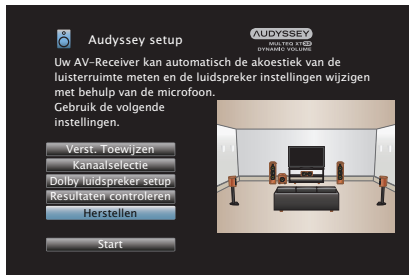 Audyssey setup
AUDYSSEY
MULTEQ XT32
DYNAMIC VOLUME
Uw AV-Receiver kan automatisch de akoestiek van de
luisterruimte meten en de luidspreker instellingen wijzigen
met behulp van de microfoon.
Gebruik de volgende
instellingen.
Verst. Toewijzen
Kanaalselectie
Dolby luidspreker setup
Resultaten controleren
Herstellen
Start